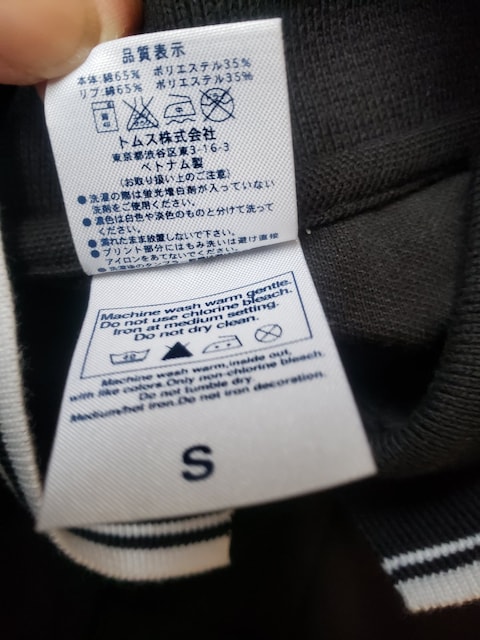 品質表示
本体:綿65% ポリエステル35%
リブ:綿65% ポリエステル35%
トムス株式会社
東京都渋谷区東3-16-3
ベトナム製
(お取り扱い上のご注意)
●洗濯の際は蛍光増白剤が入っていない
洗剤をご使用ください。
●濃色は白色や淡色のものと分けて洗って
ください。
●濡れたまま放置しないで下さい。
●プリント部分にはもみ洗いは避け直接
アイロンをあてないでください。
Machine wash warm gentle.
Do not use chlorine bleach.
Iron at medium setting.
Do not dry clean.
40
Machine wash warm,inside out,
with like colors.Only non-chlorine bleach.
Do not tumble dry
Medium/hot iron.Do not iron decoration.
S